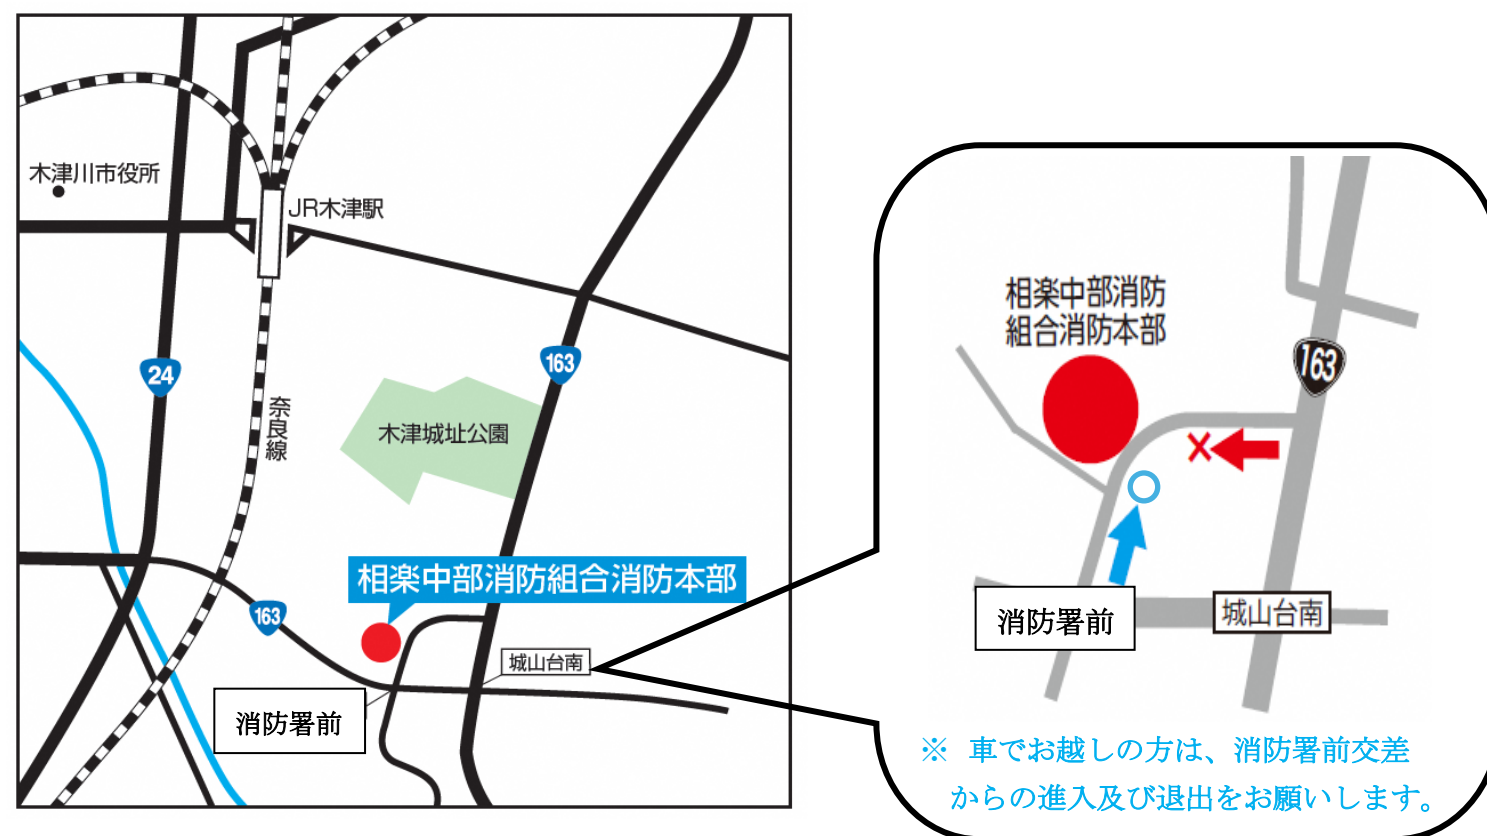 木津川市役所
JR木津駅
24
163
奈良線
木津城址公園
相楽中部消防組合消防本部
163
城山台南
消防署前
相楽中部消防
組合消防本部
163
×
消防署前
城山台南
※ 車でお越しの方は、消防署前交差
からの進入及び退出をお願いします。